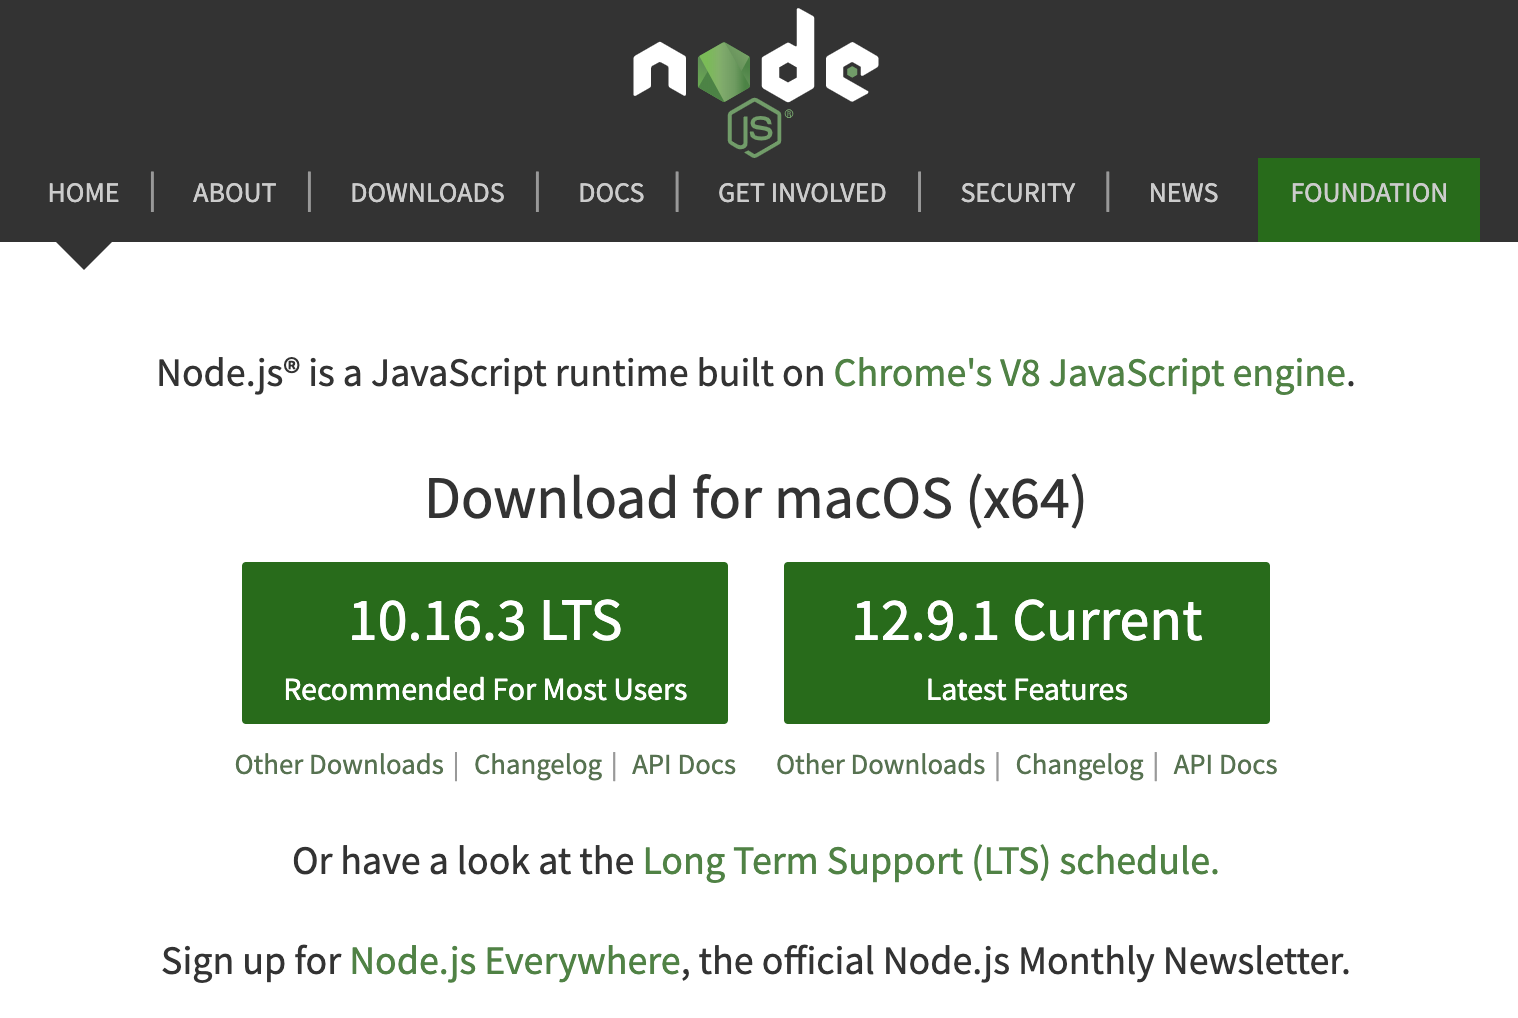 node
JS®
HOME | ABOUT | DOWNLOADS | DOCS | GET INVOLVED | SECURITY | NEWS FOUNDATION
Node.js® is a JavaScript runtime built on Chrome's V8 JavaScript engine.
Download for macOS (x64)
10.16.3 LTS 12.9.1 Current
Recommended For Most Users Latest Features
Other Downloads | Changelog | API Docs Other Downloads | Changelog | API Docs
Or have a look at the Long Term Support (LTS) schedule.
Sign up for Node.js Everywhere, the official Node.js Monthly Newsletter.